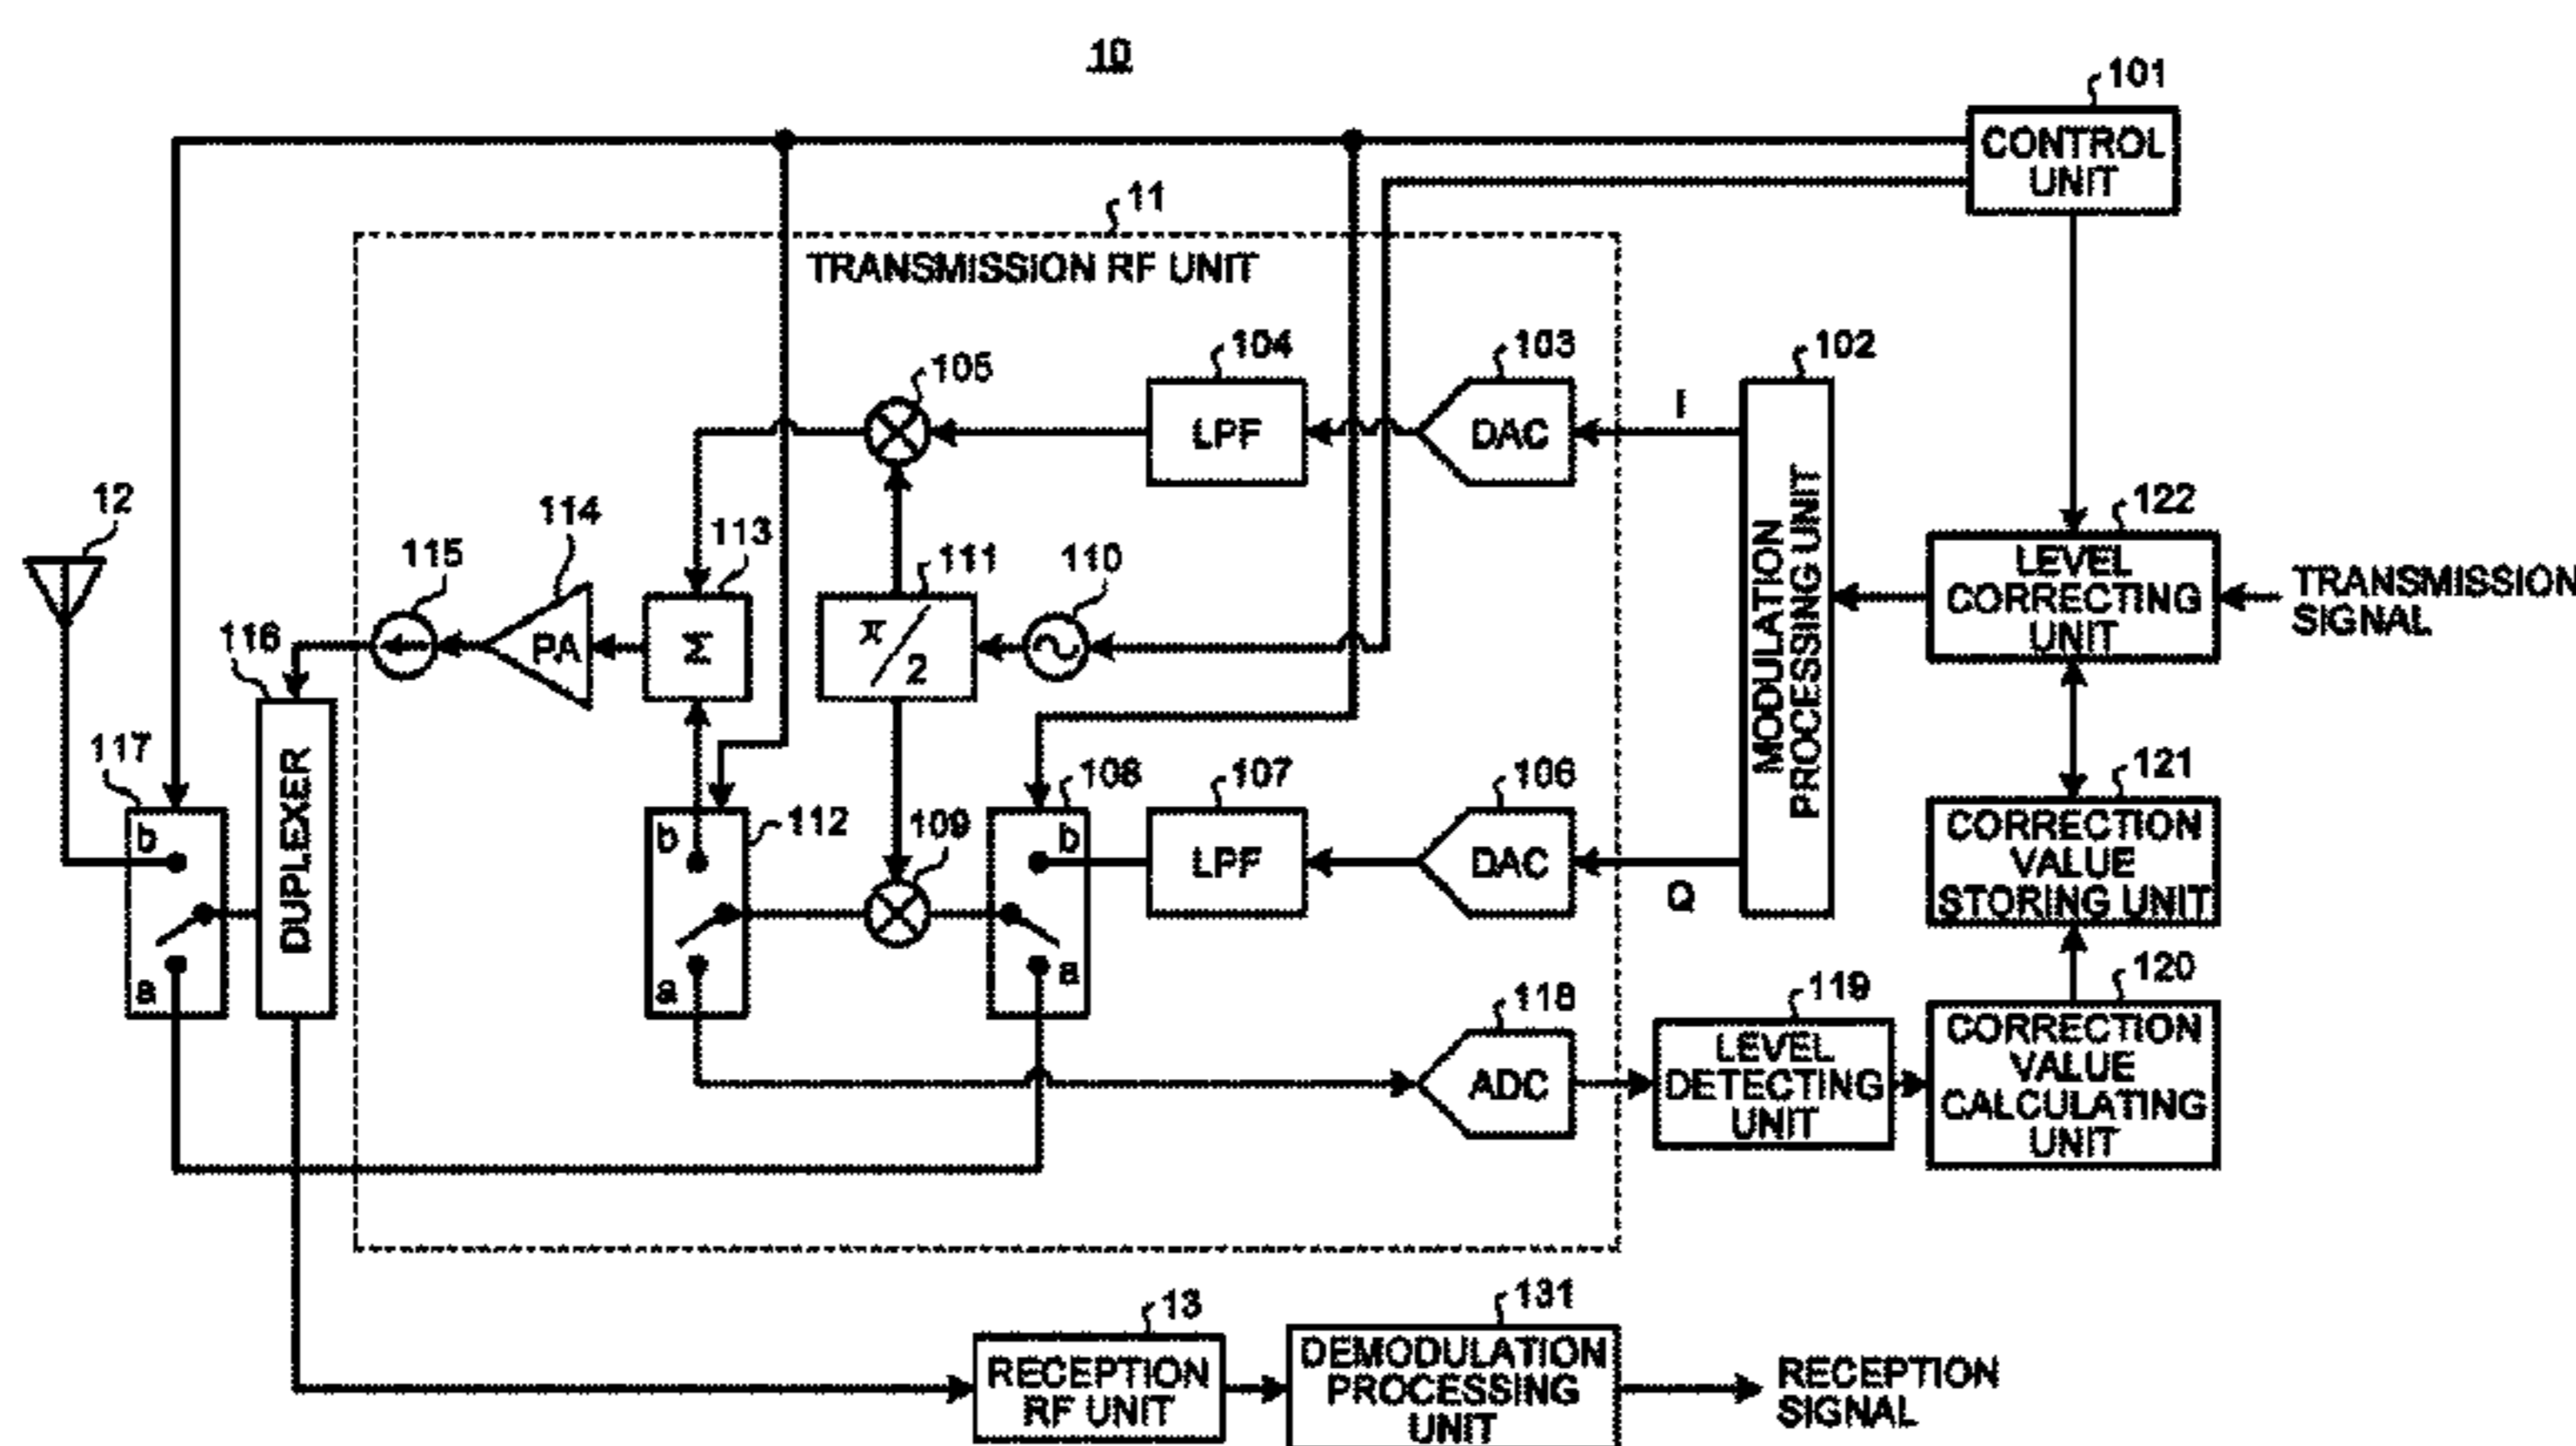 10
101
CONTROL
UNIT
11
TRANSMISSION RF UNIT
105
104
LPF
103
DAC
I
102
MODULATION
PROCESSING UNIT
122
LEVEL
CORRECTING
UNIT
TRANSMISSION
SIGNAL
12
115
114
PA
113
Σ
111
π/2
110
116
DUPLEXER
117
b
a
112
b
a
109
108
b
a
107
LPF
106
DAC
Q
121
CORRECTION
VALUE
STORING UNIT
118
ADC
119
LEVEL
DETECTING
UNIT
120
CORRECTION
VALUE
CALCULATING
UNIT
13
RECEPTION
RF UNIT
131
DEMODULATION
PROCESSING
UNIT
RECEPTION
SIGNAL